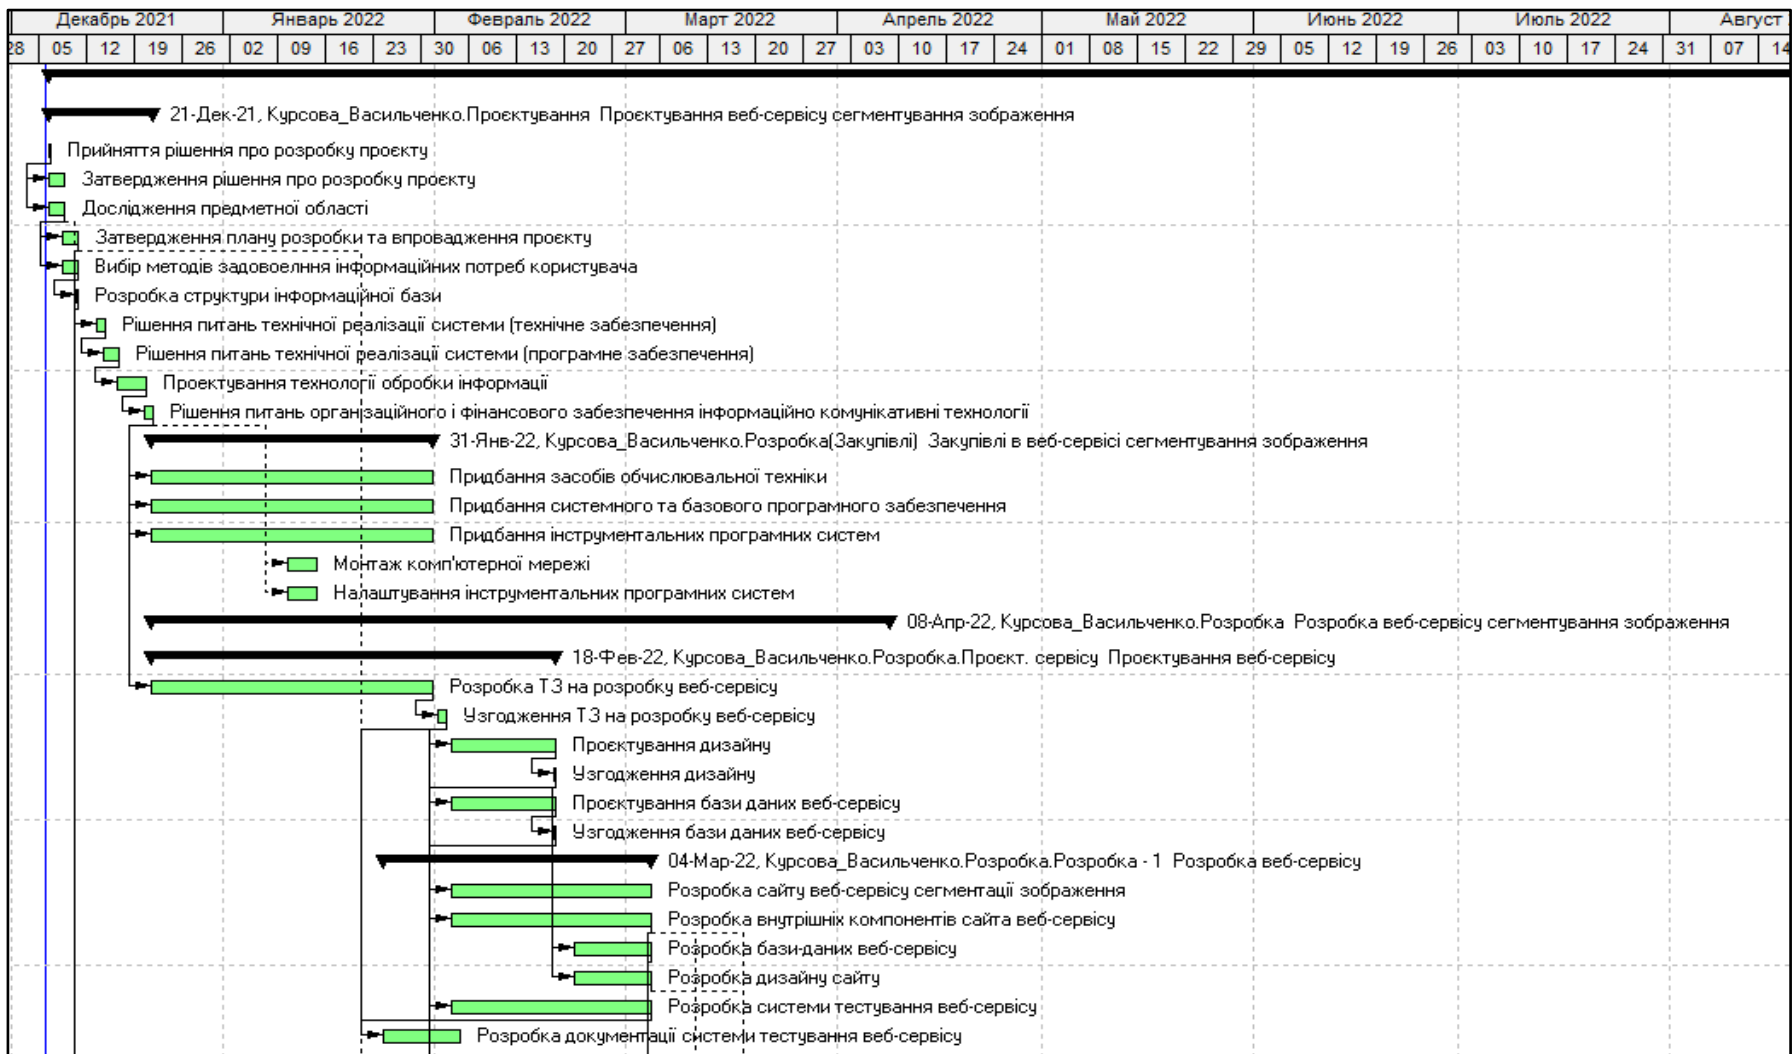 Декабрь 2021 Январь 2022 Февраль 2022 Март 2022 Апрель 2022 Май 2022 Июнь 2022 Июль 2022 Август
28 05 12 19 26 02 09 16 23 30 06 13 20 27 06 13 20 27 03 10 17 24 01 08 15 22 29 05 12 19 26 03 10 17 24 31 07 14
21-Дек-21, Курсова_Васильченко.Проєктування Проєктування веб-сервісу сегментування зображення
Прийняття рішення про розробку проєкту
Затвердження рішення про розробку проєкту
Дослідження предметної області
Затвердження плану розробки та впровадження проєкту
Вибір методів задовоелння інформаційних потреб користувача
Розробка структури інформаційної бази
Рішення питань технічної реалізації системи (технічне забезпечення)
Рішення питань технічної реалізації системи (програмне забезпечення)
Проектування технології обробки інформації
Рішення питань організаційного і фінансового забезпечення інформаційно комунікативні технології
31-Янв-22, Курсова_Васильченко.Розробка(Закупівлі) Закупівлі в веб-сервісі сегментування зображення
Придбання засобів обчислювальної техніки
Придбання системного та базового програмного забезпечення
Придбання інструментальних програмних систем
Монтаж комп'ютерної мережі
Налаштування інструментальних програмних систем
08-Апр-22, Курсова_Васильченко.Розробка Розробка веб-сервісу сегментування зображення
18-Фев-22, Курсова_Васильченко.Розробка.Проєкт. сервісу Проєктування веб-сервісу
Розробка ТЗ на розробку веб-сервісу
Узгодження ТЗ на розробку веб-сервісу
Проєктування дизайну
Узгодження дизайну
Проєктування бази даних веб-сервісу
Узгодження бази даних веб-сервісу
04-Мар-22, Курсова_Васильченко.Розробка.Розробка - 1 Розробка веб-сервісу
Розробка сайту веб-сервісу сегментації зображення
Розробка внутрішніх компонентів сайта веб-сервісу
Розробка бази-даних веб-сервісу
Розробка дизайну сайту
Розробка системи тестування веб-сервісу
Розробка документації системи тестування веб-сервісу